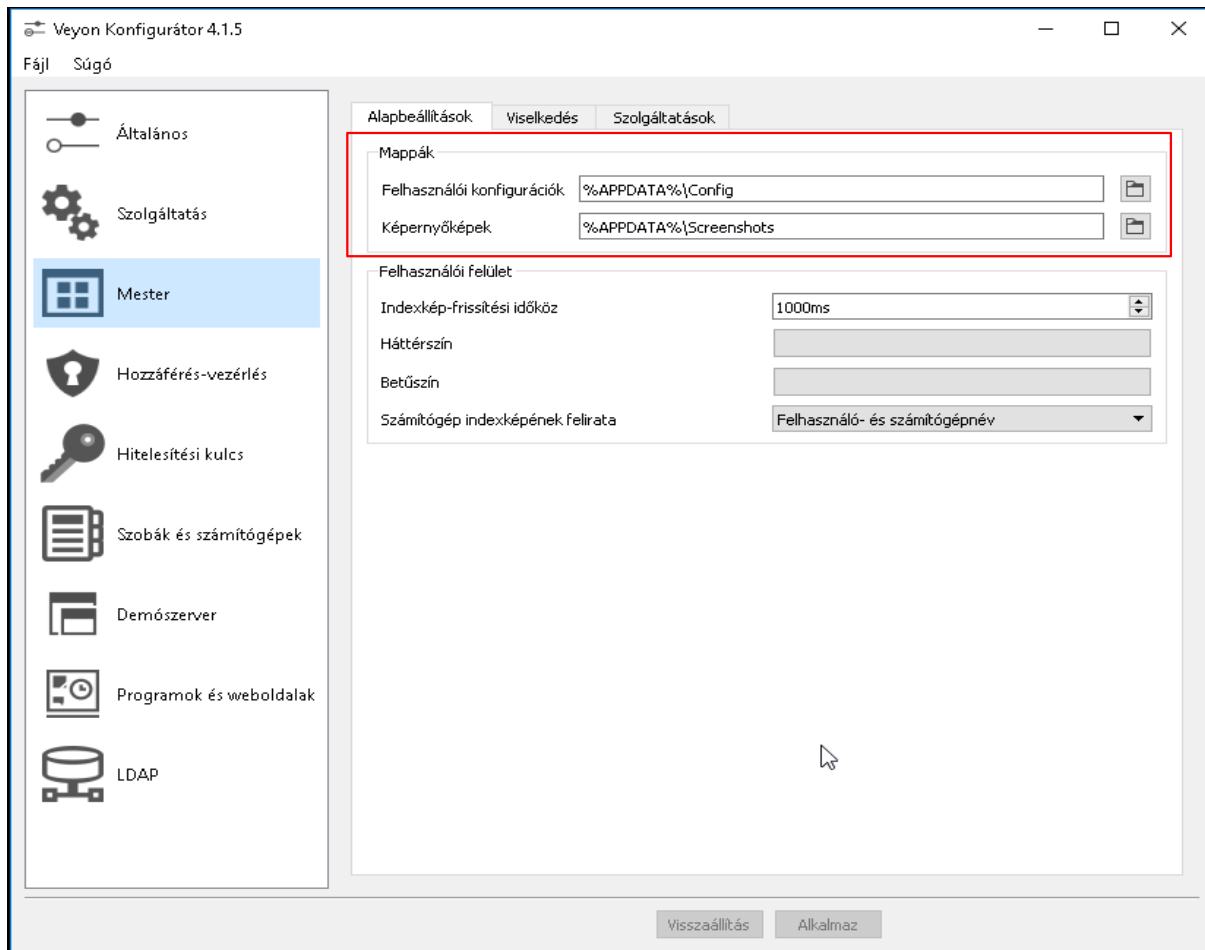 Veyon Konfigurátor 4.1.5
Fájl Súgó
Általános
Szolgáltatás
Mester
Hozzáférés-vezérlés
Hitelesítési kulcs
Szobák és számítógépek
Demószerver
Programok és weboldalak
LDAP
Alapbeállítások Viselkedés Szolgáltatások
Mappák
Felhasználói konfigurációk %APPDATA%\Config
Képernyőképek %APPDATA%\Screenshots
Felhasználói felület
Indexkép-frissítési időköz 1000ms
Háttérszín
Betűszín
Számítógép indexképének felirata Felhasználó- és számítógépnév
Visszaállítás Alkalmaz